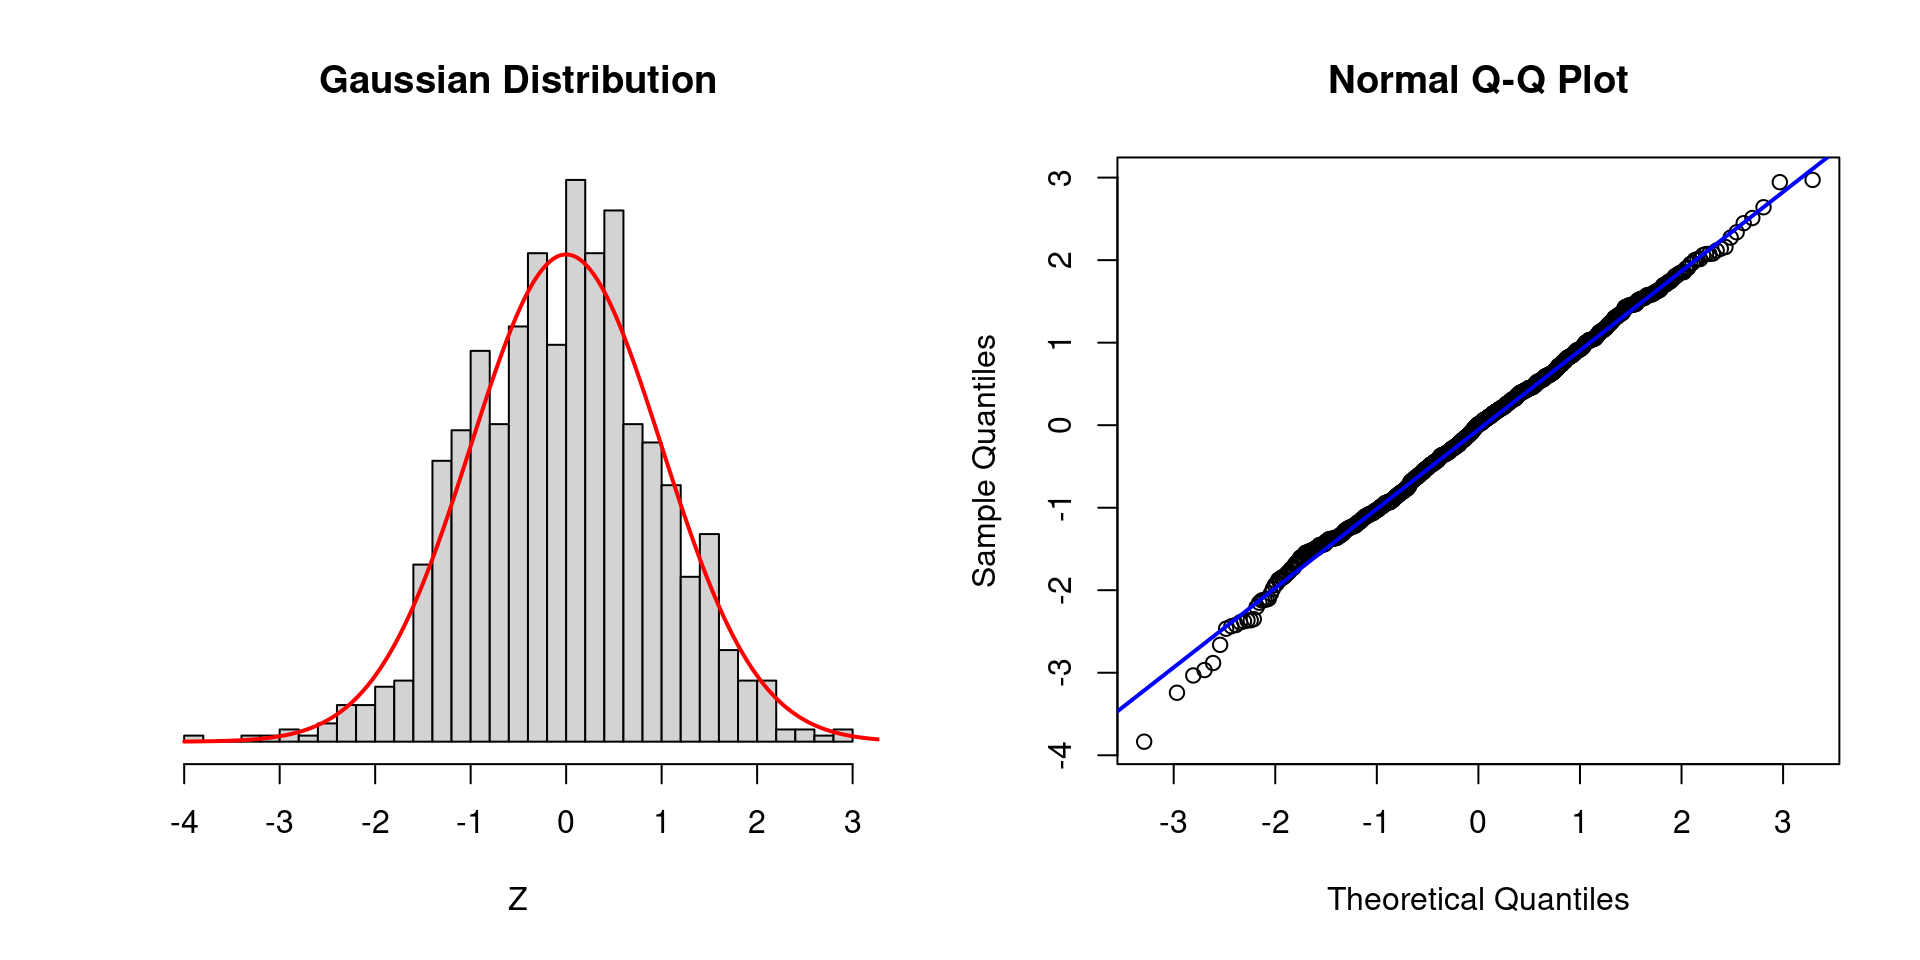 Gaussian Distribution
-4 -3 -2 -1 0 1 2 3
Z
Normal Q-Q Plot
Sample Quantiles
3
2
1
0
-1
-2
-3
-4
-3 -2 -1 0 1 2 3
Theoretical Quantiles